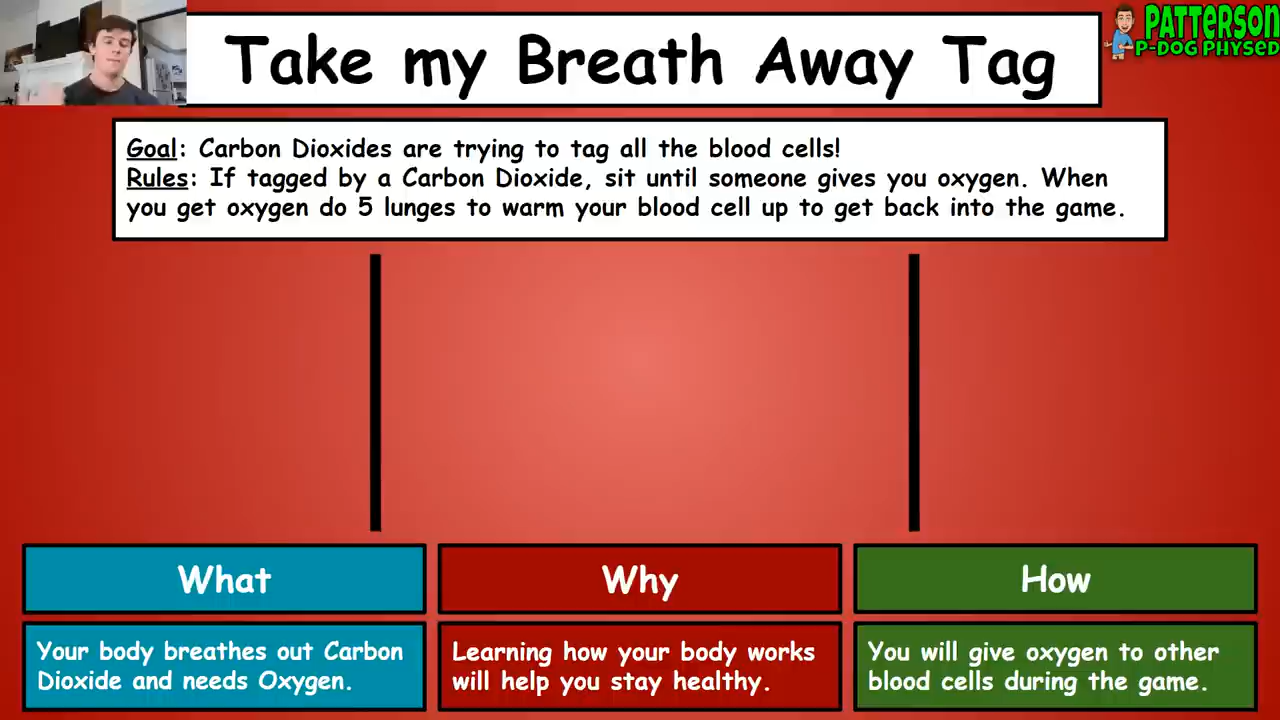 Take my Breath Away Tag
PATTERSON
P-DOG PHYSED
Goal: Carbon Dioxides are trying to tag all the blood cells!
Rules: If tagged by a Carbon Dioxide, sit until someone gives you oxygen. When
you get oxygen do 5 lunges to warm your blood cell up to get back into the game.
What
Your body breathes out Carbon
Dioxide and needs Oxygen.
Why
Learning how your body works
will help you stay healthy.
How
You will give oxygen to other
blood cells during the game.